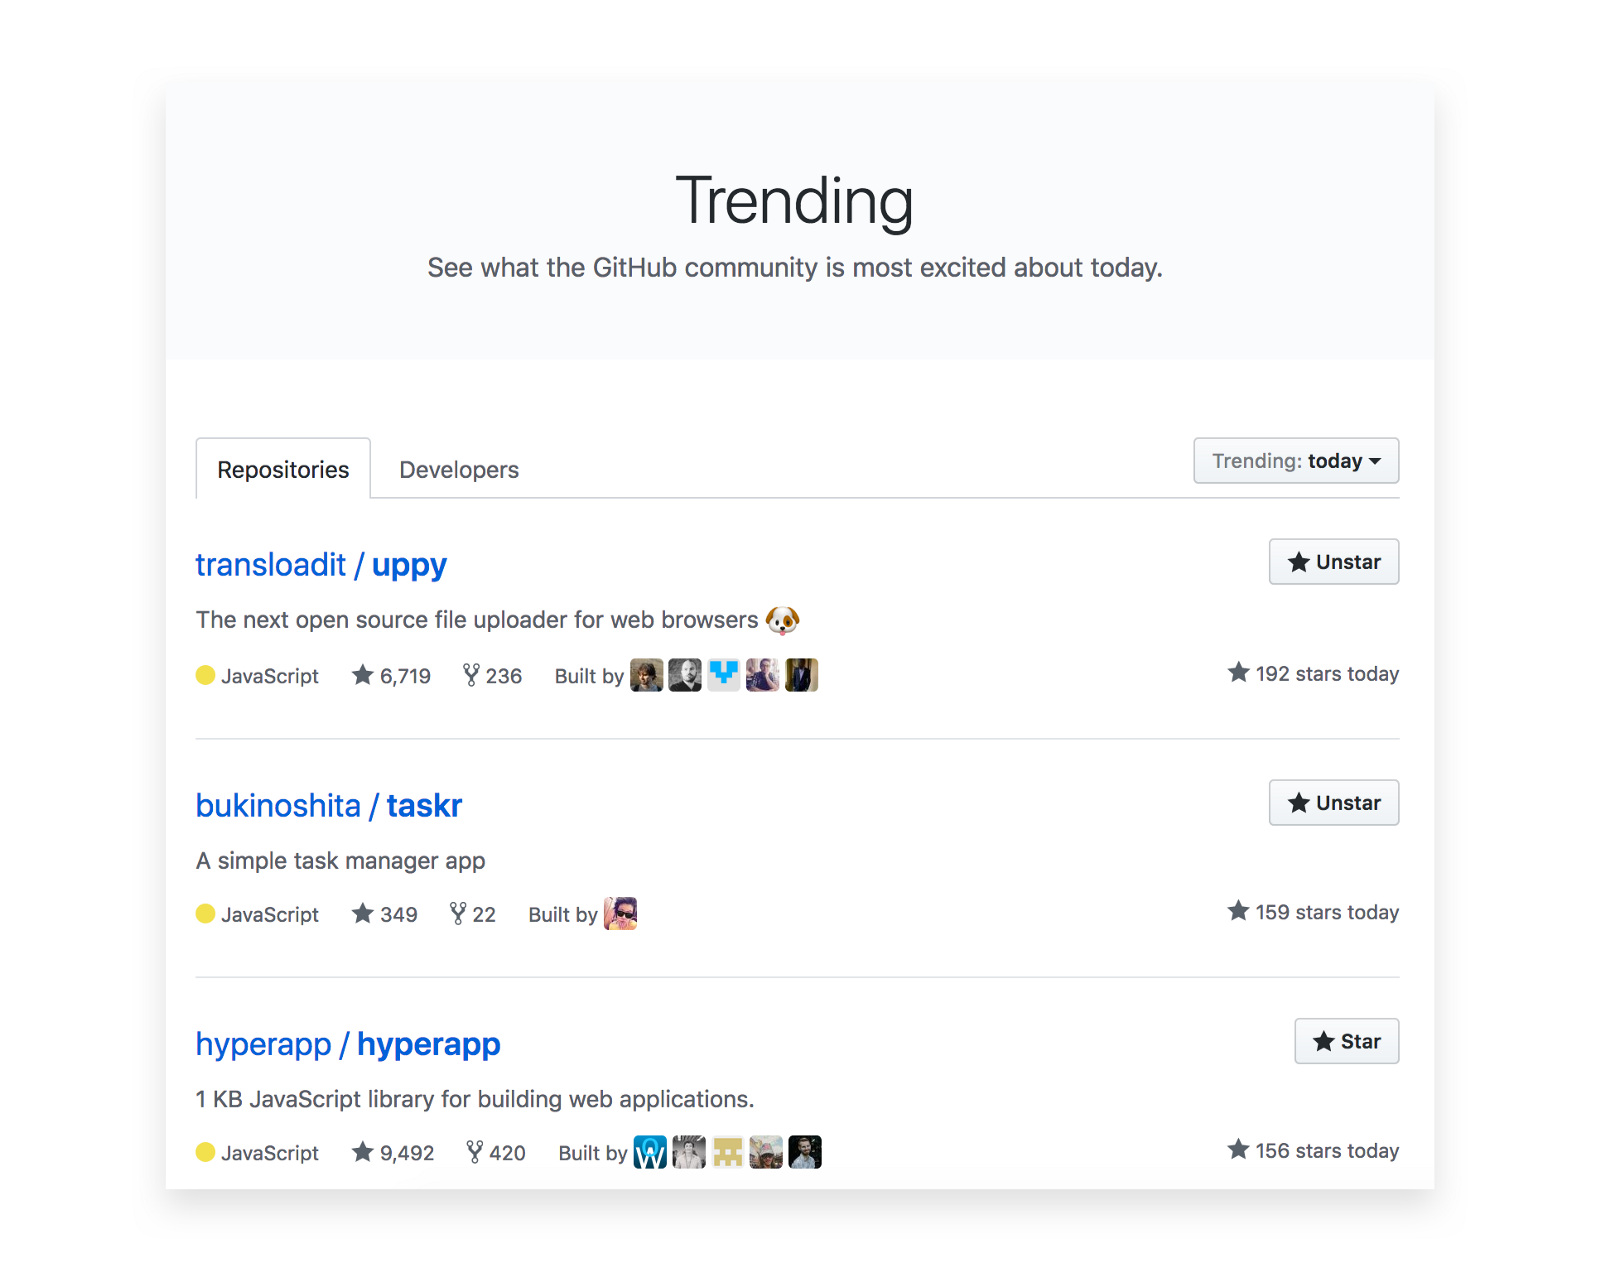 Trending
See what the GitHub community is most excited about today.
Repositories Developers Trending: today
transloadit / uppy Unstar
The next open source file uploader for web browsers 🐶
JavaScript 6,719 236 Built by 192 stars today
bukinoshita / taskr Unstar
A simple task manager app
JavaScript 349 22 Built by 159 stars today
hyperapp / hyperapp Star
1 KB JavaScript library for building web applications.
JavaScript 9,492 420 Built by W 156 stars today